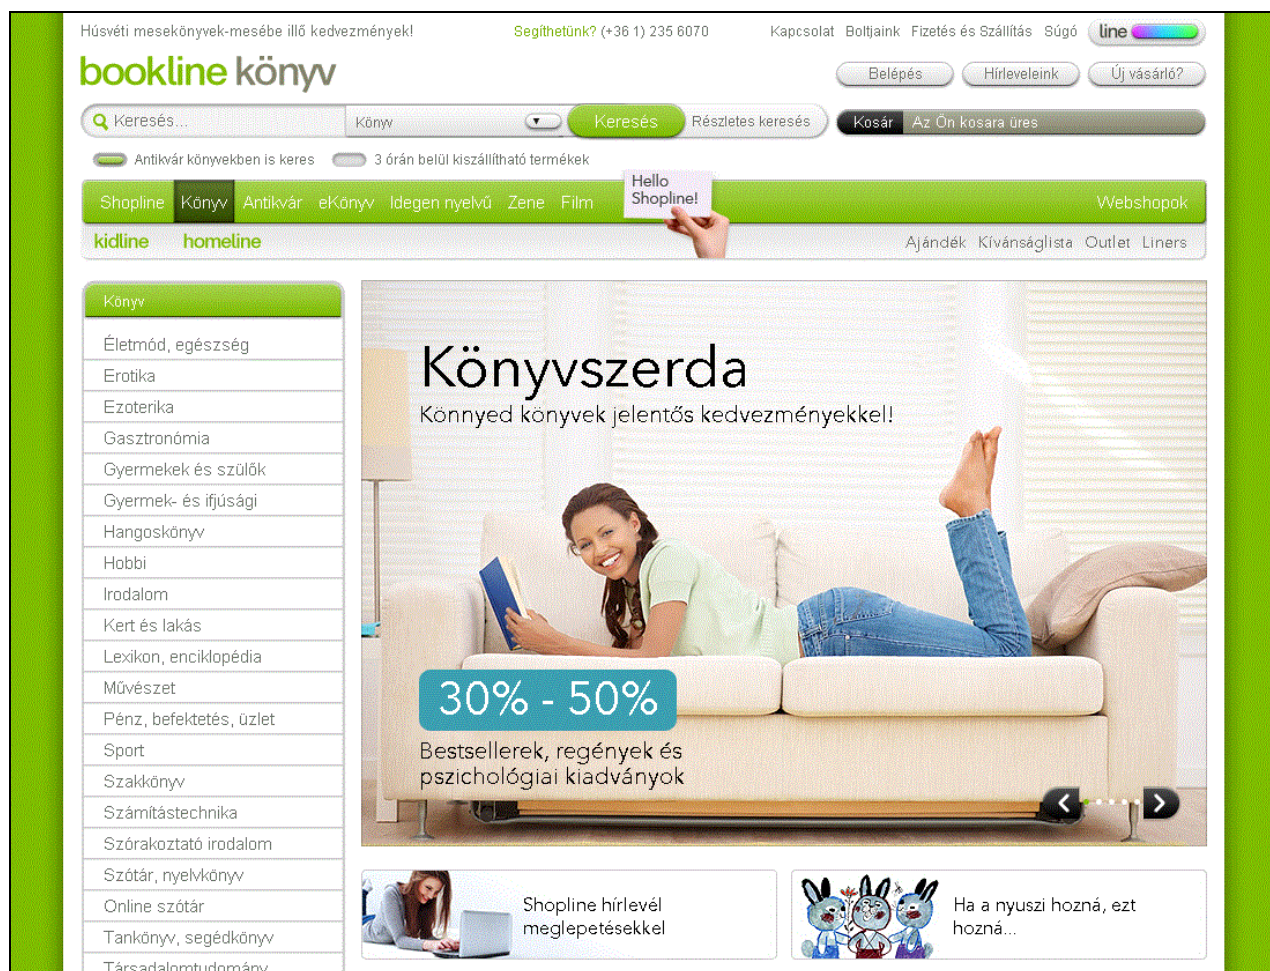 Húsvéti mesekönyvek-mesébe illő kedvezmények!
Segíthetünk? (+36 1) 235 6070
Kapcsolat Boltjaink Fizetés és Szállítás Súgó line
bookline könyv
Belépés Hírleveleink Új vásárló?
Keresés... Könyv Keresés Részletes keresés
Kosár Az Ön kosara üres
Antikvár könyvekben is keres 3 órán belül kiszállítható termékek
Hello
Shopline!
Shopline Könyv Antikvár eKönyv Idegen nyelvű Zene Film Webshopok
kidline homeline
Ajándék Kívánságlista Outlet Liners
Könyv
Életmód, egészség
Erotika
Ezoterika
Gasztronómia
Gyermekek és szülők
Gyermek- és ifjúsági
Hangoskönyv
Hobbi
Irodalom
Kert és lakás
Lexikon, enciklopédia
Művészet
Pénz, befektetés, üzlet
Sport
Szakkönyv
Számítástechnika
Szórakoztató irodalom
Szótár, nyelvkönyv
Online szótár
Tankönyv, segédkönyv
Társadalomtudomány
Könyvszerda
Könnyed könyvek jelentős kedvezményekkel!
30% - 50%
Bestsellerek, regények és
pszichológiai kiadványok
Shopline hírlevél
meglepetésekkel
Ha a nyuszi hozná, ezt
hozná...